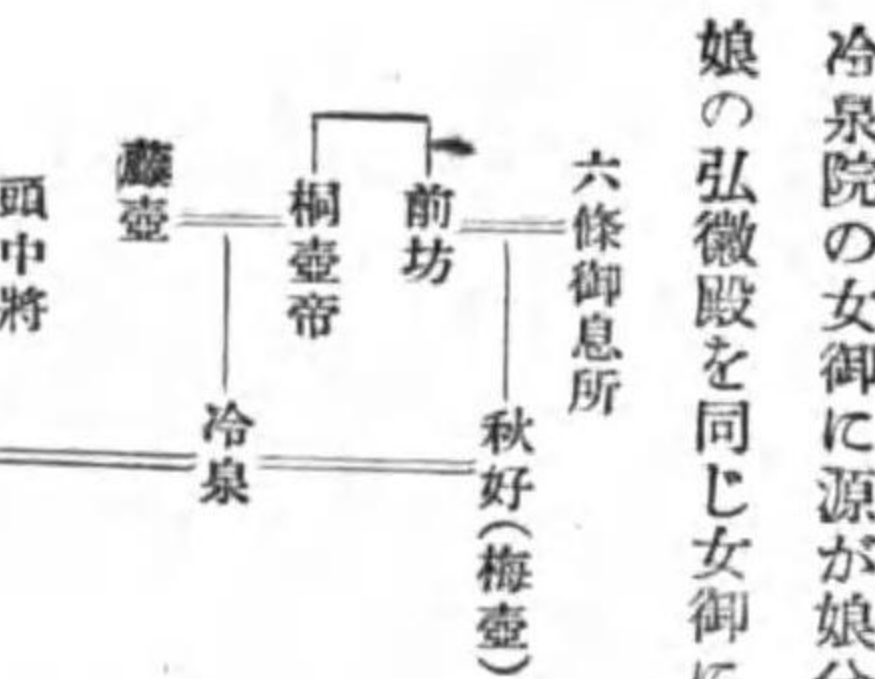 冷泉院の女御に源が娘
娘の弘徽殿を同じ女御に
六條御息所
前坊
桐壺帝
藤壺
頭中將
秋好(梅壺)
冷泉